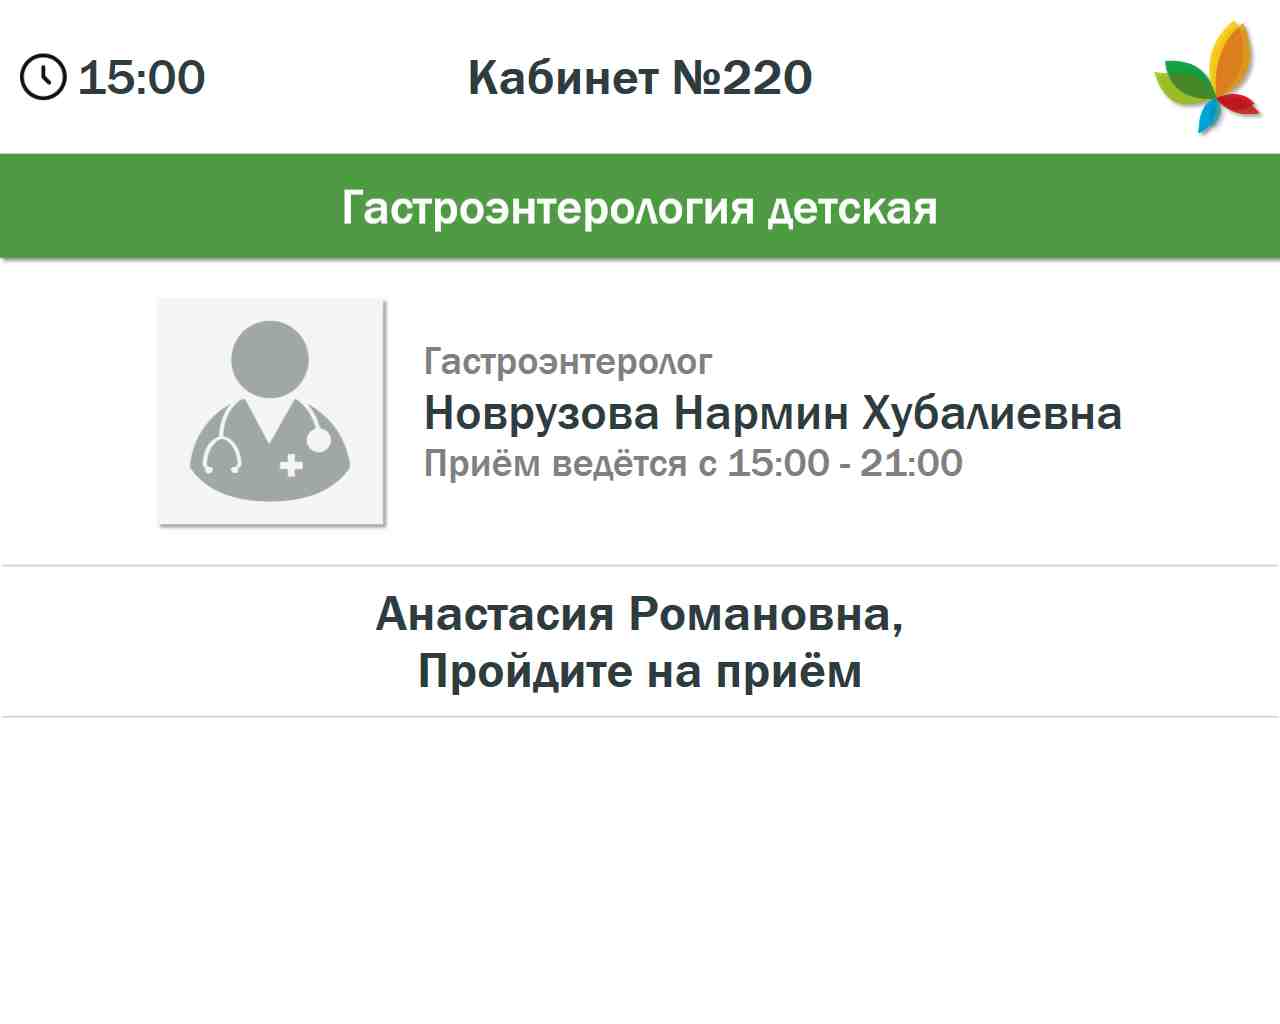 15:00
Кабинет №220
Гастроэнтерология детская
Гастроэнтеролог
Новрузова Нармин Хубалиевна
Приём ведётся с 15:00 - 21:00
Анастасия Романовна,
Пройдите на приём